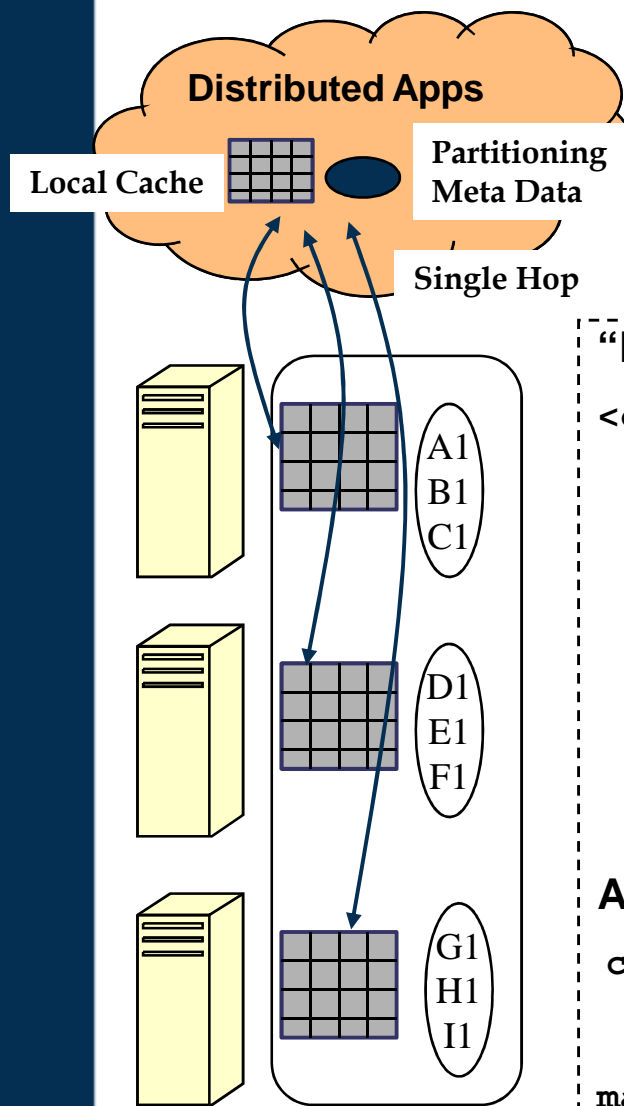 Distributed Apps
Local Cache
Partitioning
Meta Data
Single Hop
A1
B1
C1
D1
E1
F1
G1
H1
I1